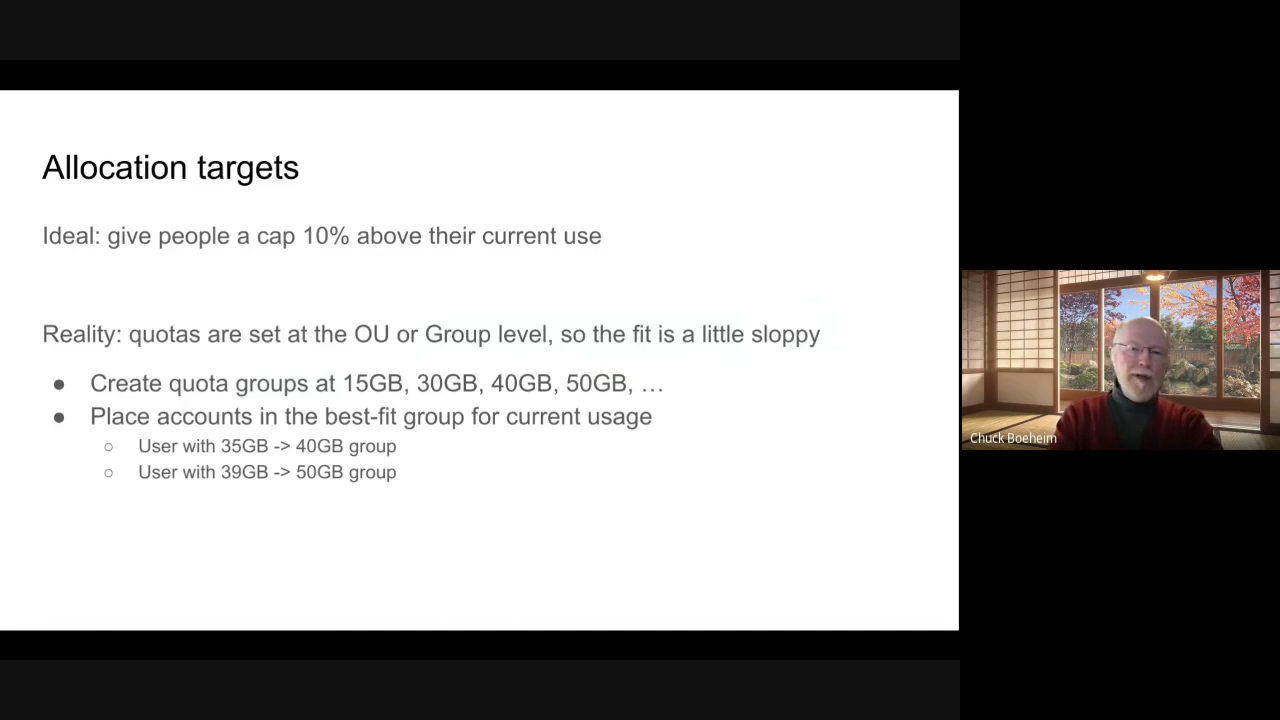 Allocation targets
Ideal: give people a cap 10% above their current use
Reality: quotas are set at the OU or Group level, so the fit is a little sloppy
● Create quota groups at 15GB, 30GB, 40GB, 50GB, …
● Place accounts in the best-fit group for current usage
○ User with 35GB -> 40GB group
○ User with 39GB -> 50GB group
Chuck Boeheim